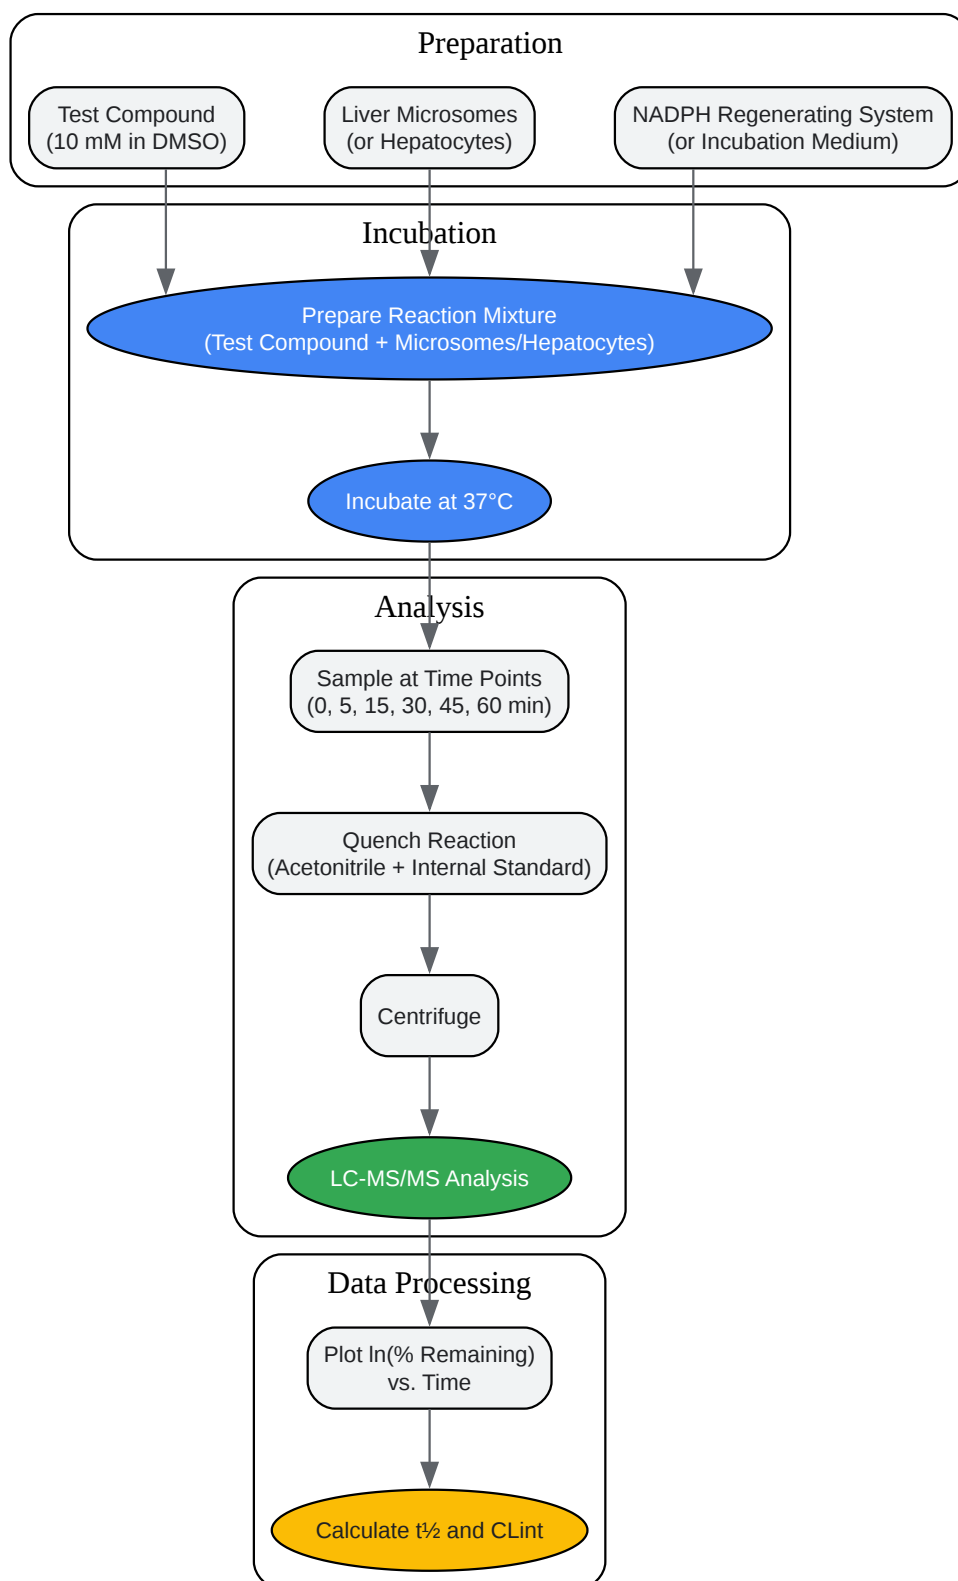 Preparation
Test Compound
(10 mM in DMSO)
Liver Microsomes
(or Hepatocytes)
NADPH Regenerating System
(or Incubation Medium)
Incubation
Prepare Reaction Mixture
(Test Compound + Microsomes/Hepatocytes)
Incubate at 37°C
Analysis
Sample at Time Points
(0, 5, 15, 30, 45, 60 min)
Quench Reaction
(Acetonitrile + Internal Standard)
Centrifuge
LC-MS/MS Analysis
Data Processing
Plot ln(% Remaining)
vs. Time
Calculate t½ and CLint